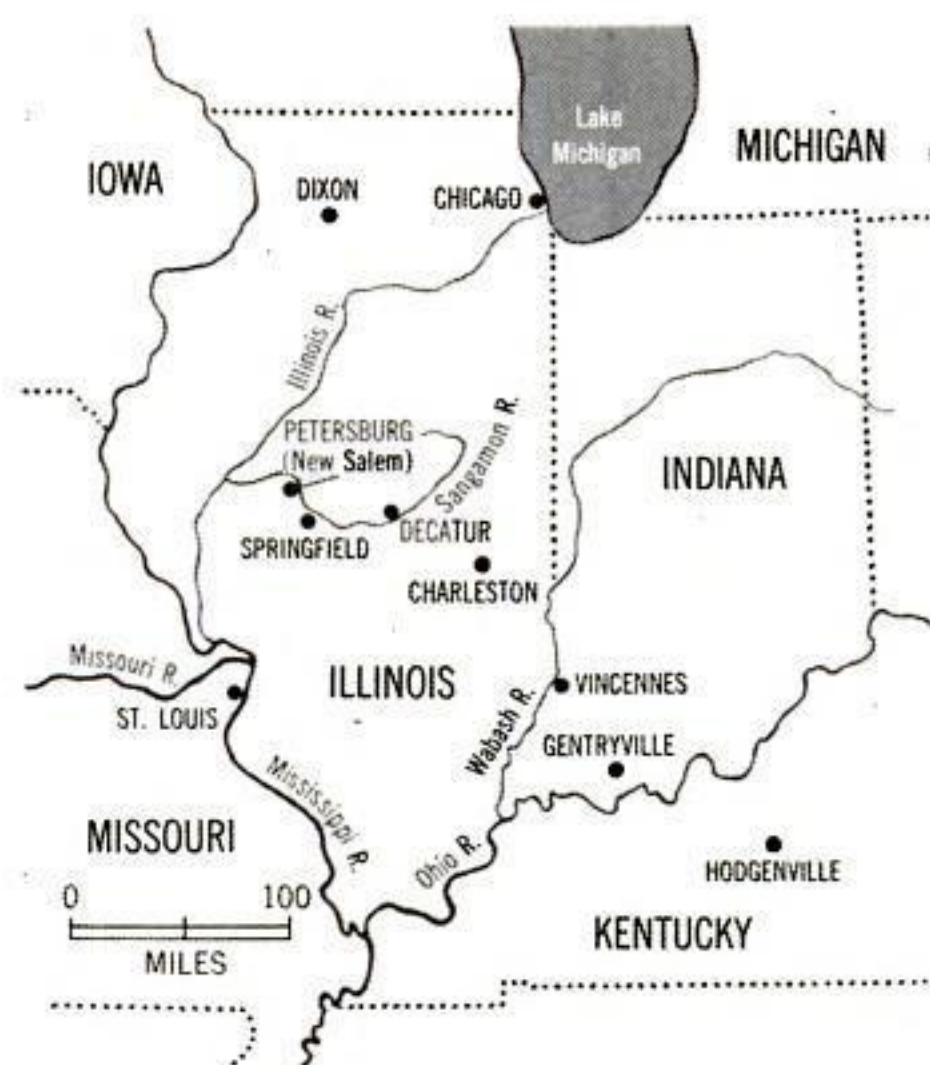 Lake
Michigan
MICHIGAN
IOWA
DIXON
CHICAGO
Illinois R.
PETERSBURG
(New Salem)
Sangamon R.
INDIANA
SPRINGFIELD
DECATUR
CHARLESTON
Missouri R.
ILLINOIS
VINCENNES
ST. LOUIS
Wabash R.
GENTRYVILLE
Mississippi R.
MISSOURI
Ohio R.
HODGENVILLE
0 100
MILES
KENTUCKY